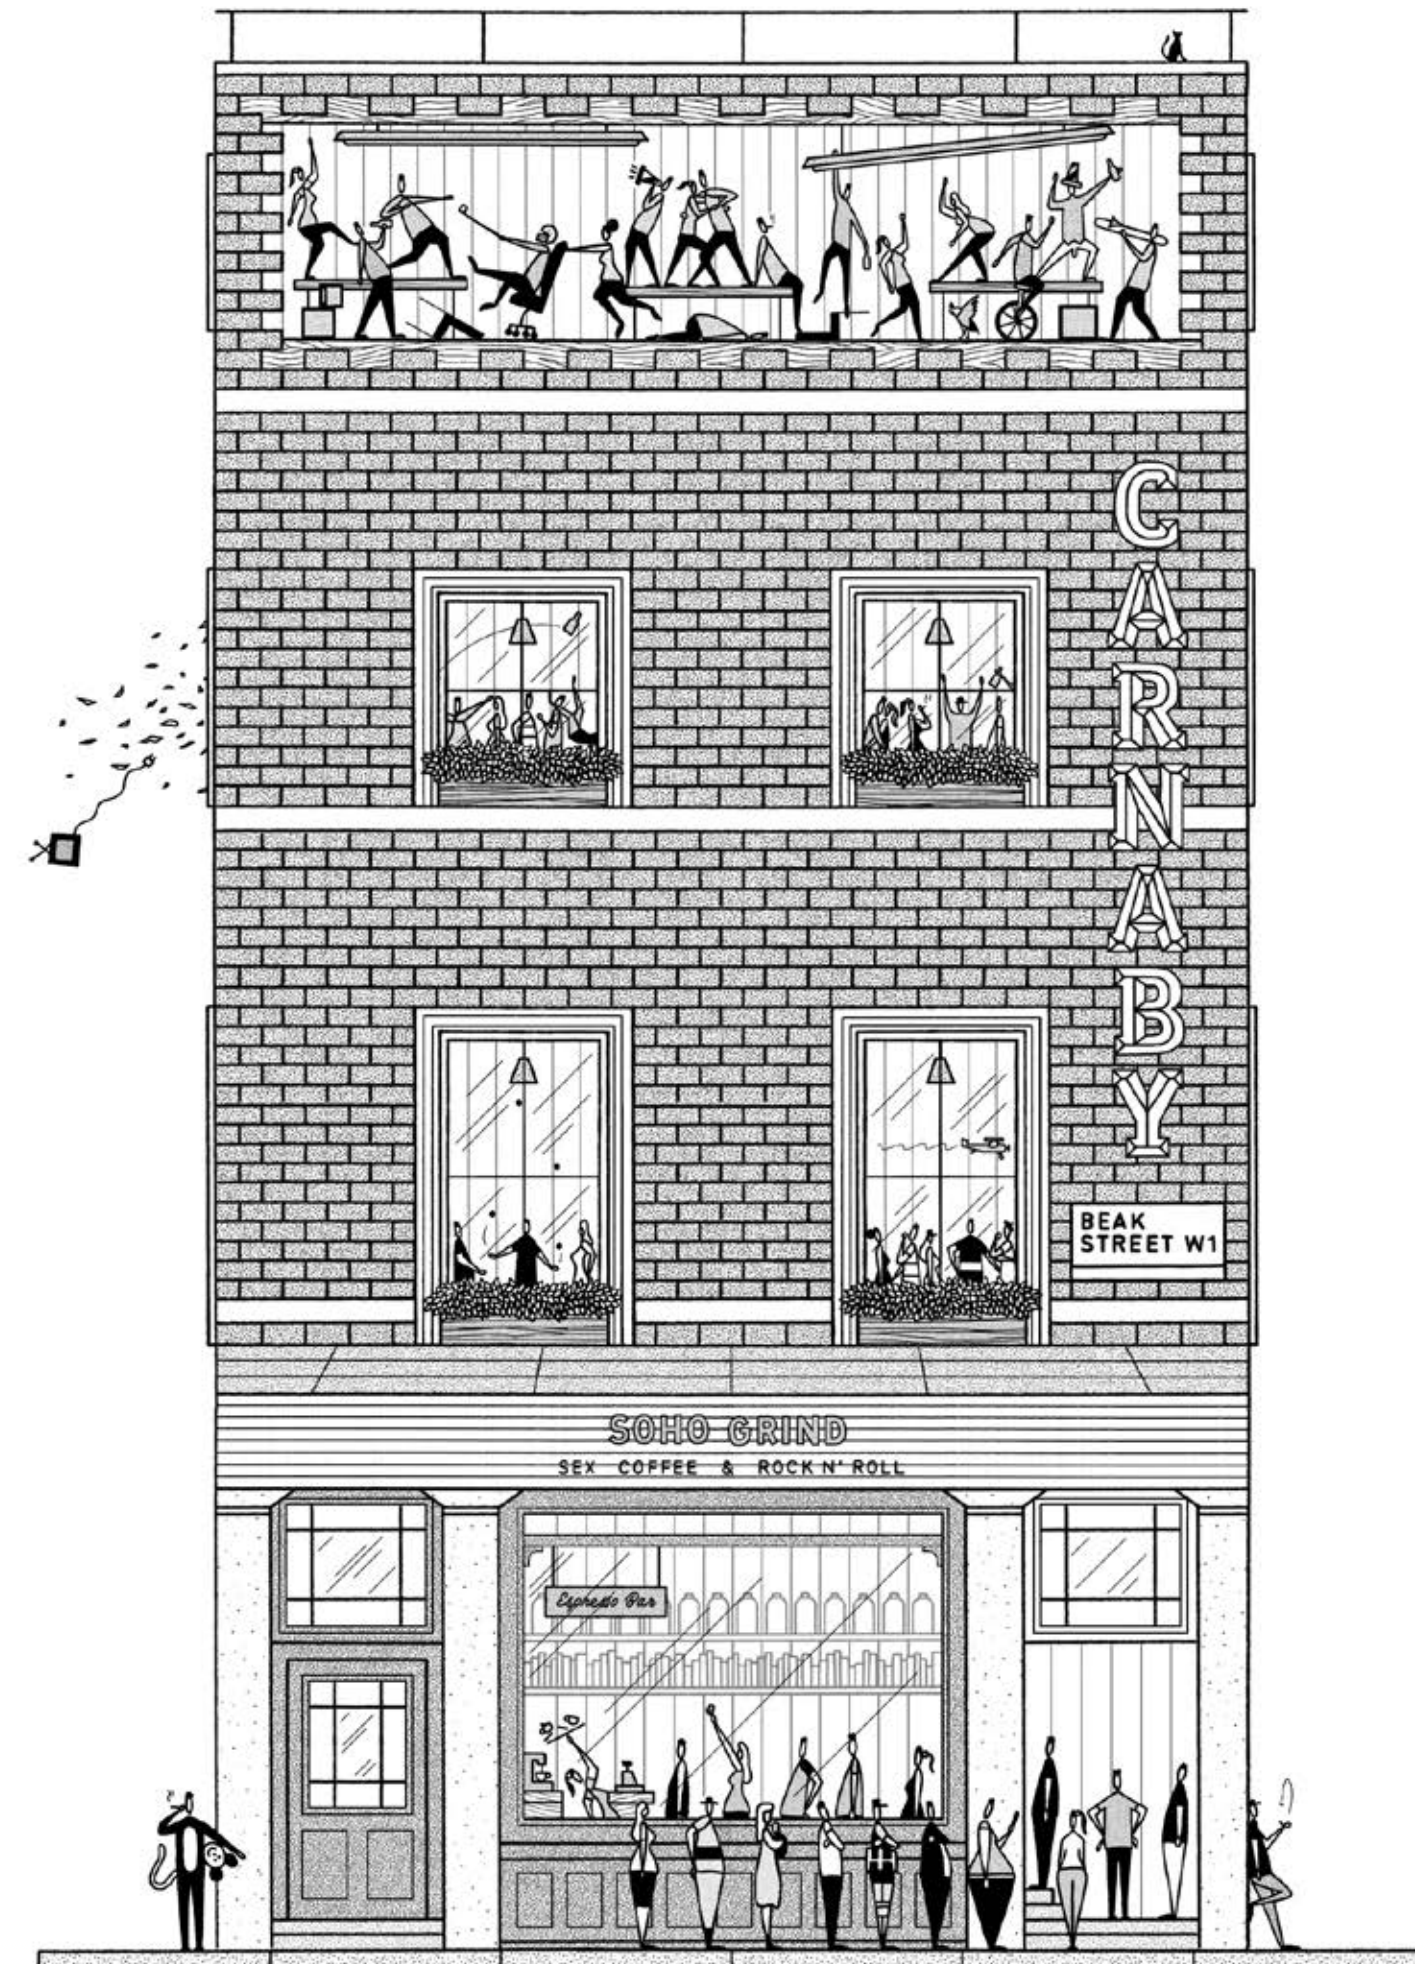 CARNABY
BEAK
STREET W1
SOHO GRIND
SEX COFFEE & ROCK N' ROLL
Espresso Bar